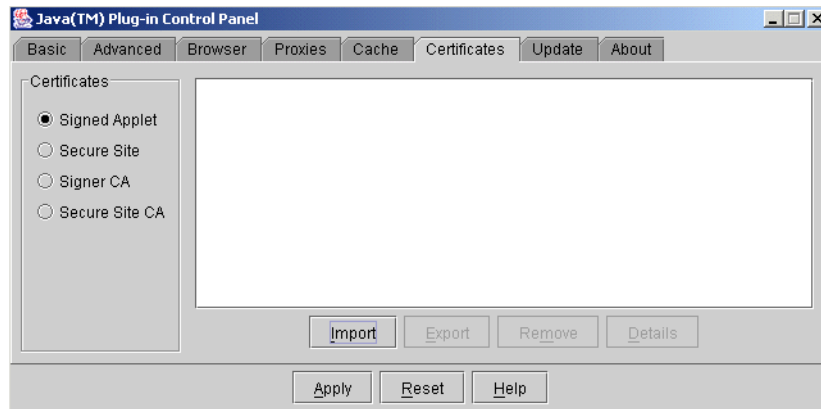 Java(TM) Plug-in Control Panel
Basic Advanced Browser Proxies Cache Certificates Update About
Certificates
Signed Applet
Secure Site
Signer CA
Secure Site CA
Import Export Remove Details
Apply Reset Help